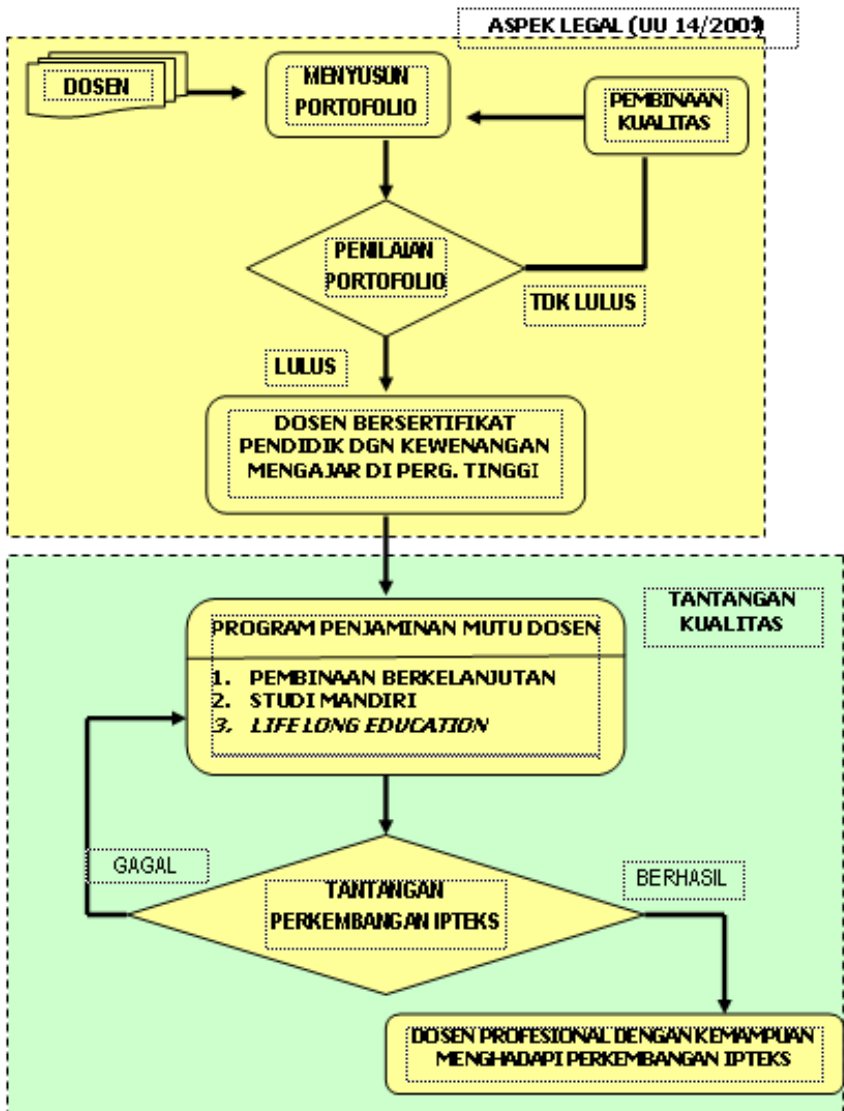 ASPEK LEGAL (UU 14/2005)
DOSEN
MENYUSUN
PORTOFOLIO
PEMBINAAN
KUALITAS
PENILAIAN
PORTOFOLIO
TDK LULUS
LULUS
DOSEN BERSERTIFIKAT
PENDIDIK DGN KEWENANGAN
MENGAJAR DI PERG. TINGGI
TANTANGAN
KUALITAS
PROGRAM PENJAMINAN MUTU DOSEN
1. PEMBINAAN BERKELANJUTAN
2. STUDI MANDIRI
3. LIFE LONG EDUCATION
GAGAL
BERHASIL
TANTANGAN
PERKEMBANGAN IPTEKS
DOSEN PROFESIONAL DENGAN KEMAMPUAN
MENGHADAPI PERKEMBANGAN IPTEKS